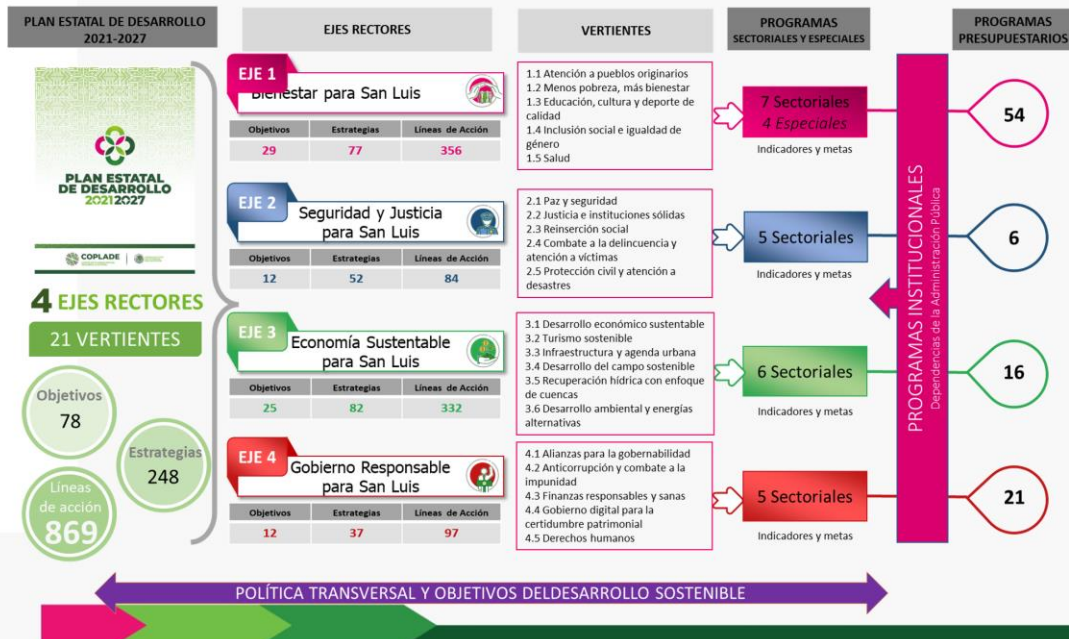 PLAN ESTATAL DE DESARROLLO
2021-2027
EJES RECTORES
VERTIENTES
PROGRAMAS
SECTORIALES Y ESPECIALES
PROGRAMAS
PRESUPUESTARIOS
PLAN ESTATAL
DE DESARROLLO
20212027
COPLADE
4 EJES RECTORES
21 VERTIENTES
Objetivos
78
Estrategias
248
Líneas
de acción
869
EJE 1
Bienestar para San Luis
Objetivos Estrategias Líneas de Acción
29 77 356
1.1 Atención a pueblos originarios
1.2 Menos pobreza, más bienestar
1.3 Educación, cultura y deporte de
calidad
1.4 Inclusión social e igualdad de
género
1.5 Salud
7 Sectoriales
4 Especiales
Indicadores y metas
54
EJE 2
Seguridad y Justicia
para San Luis
Objetivos Estrategias Líneas de Acción
12 52 84
2.1 Paz y seguridad
2.2 Justicia e instituciones sólidas
2.3 Reinserción social
2.4 Combate a la delincuencia y
atención a víctimas
2.5 Protección civil y atención a
desastres
5 Sectoriales
Indicadores y metas
6
EJE 3
Economía Sustentable
para San Luis
Objetivos Estrategias Líneas de Acción
25 82 332
3.1 Desarrollo económico sustentable
3.2 Turismo sostenible
3.3 Infraestructura y agenda urbana
3.4 Desarrollo del campo sostenible
3.5 Recuperación hídrica con enfoque
de cuencas
3.6 Desarrollo ambiental y energías
alternativas
6 Sectoriales
Indicadores y metas
16
EJE 4
Gobierno Responsable
para San Luis
Objetivos Estrategias Líneas de Acción
12 37 97
4.1 Alianzas para la gobernabilidad
4.2 Anticorrupción y combate a la
impunidad
4.3 Finanzas responsables y sanas
4.4 Gobierno digital para la
certidumbre patrimonial
4.5 Derechos humanos
5 Sectoriales
Indicadores y metas
21
PROGRAMAS INSTITUCIONALES
Dependencias de la Administración Pública
POLÍTICA TRANSVERSAL Y OBJETIVOS DELDESARROLLO SOSTENIBLE